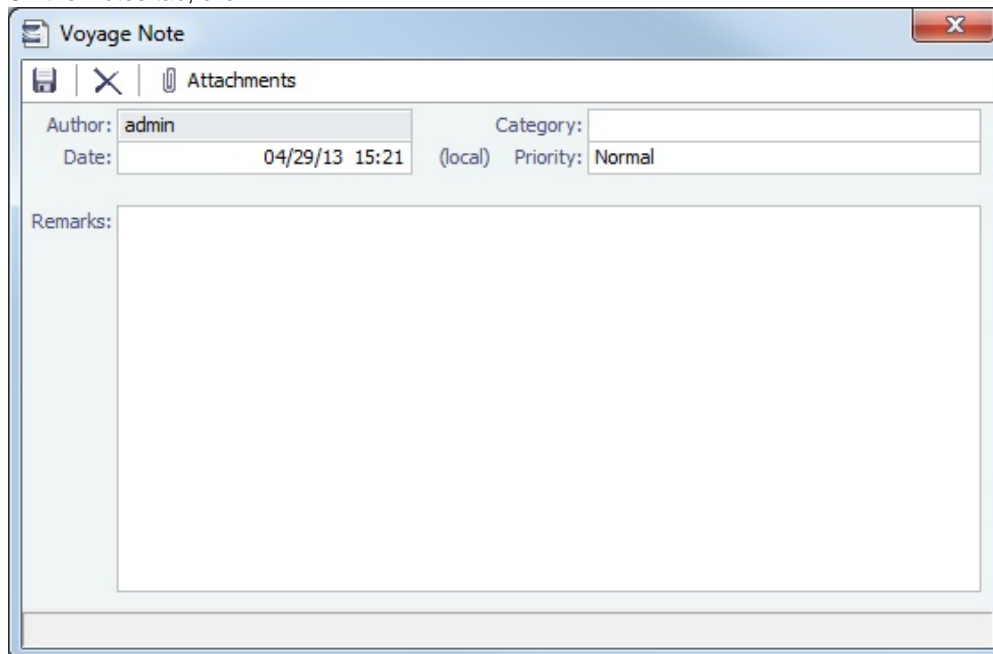 Voyage Note
Attachments
Author: admin Category:
Date: 04/29/13 15:21 (local) Priority: Normal
Remarks: